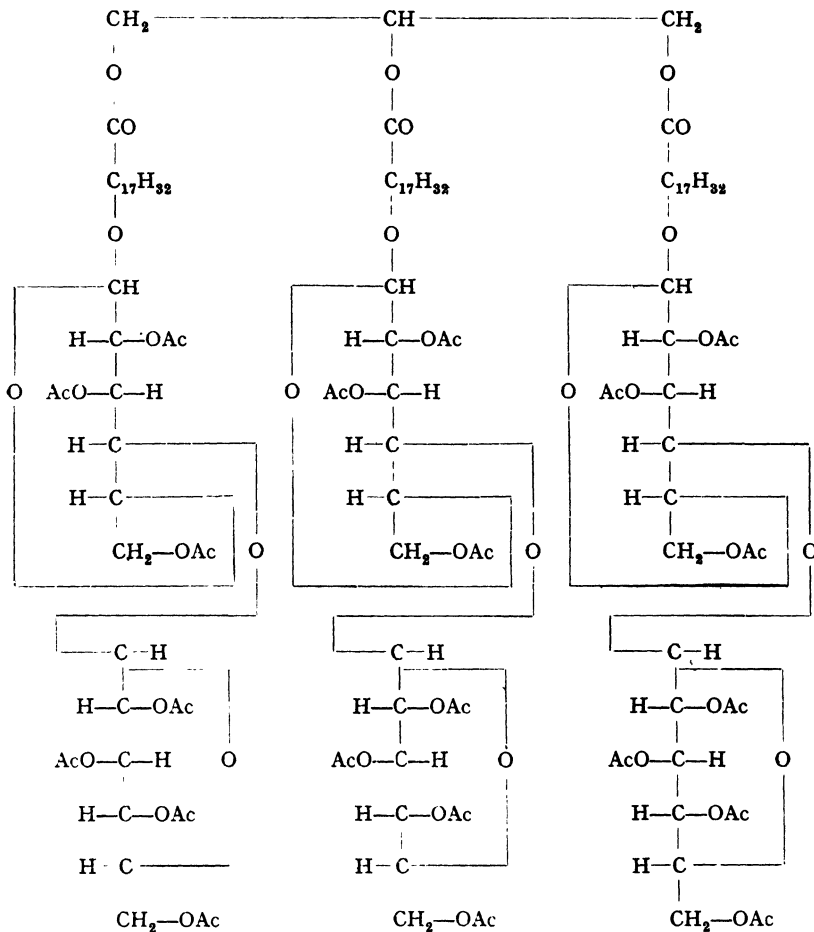 CH₂ CH CH₂
O O O
CO CO CO
C₁₇H₃₂ C₁₇H₃₂ C₁₇H₃₂
O O O
CH CH CH
H—C—OAc H—C—OAc H—C—OAc
O AcO—C—H O AcO—C—H O AcO—C—H
H—C H—C H—C
H—C H—C H—C
CH₂—OAc O CH₂—OAc O CH₂—OAc O
C—H C—H C—H
H—C—OAc H—C—OAc H—C—OAc
AcO—C—H O AcO—C—H O AcO—C—H O
H—C—OAc H—C—OAc H—C—OAc
H—C H—C H—C
CH₂—OAc CH₂—OAc CH₂—OAc